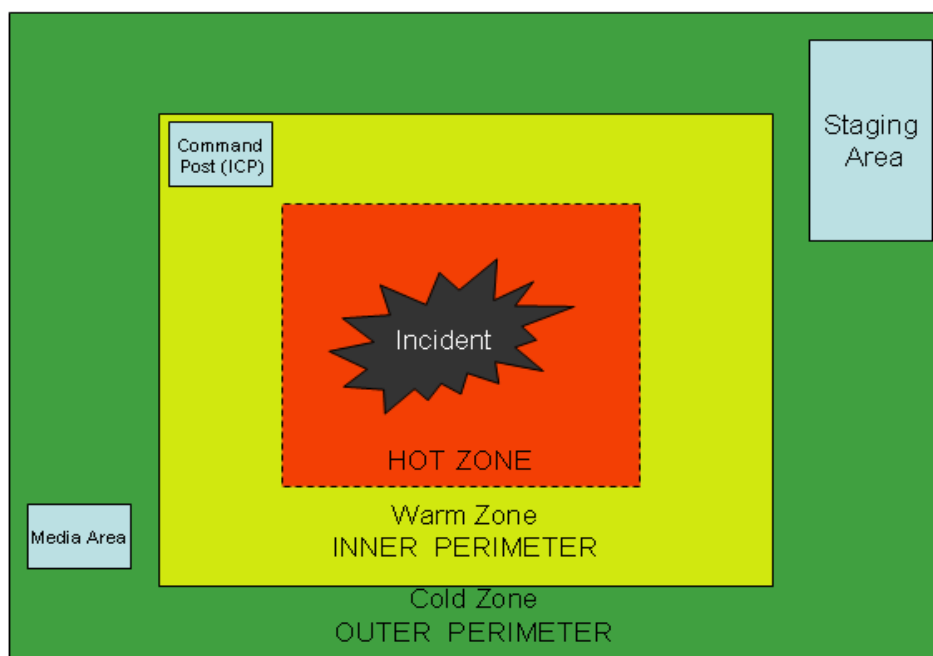 Command
Post (ICP)
Staging
Area
Incident
HOT ZONE
Warm Zone
INNER PERIMETER
Media Area
Cold Zone
OUTER PERIMETER